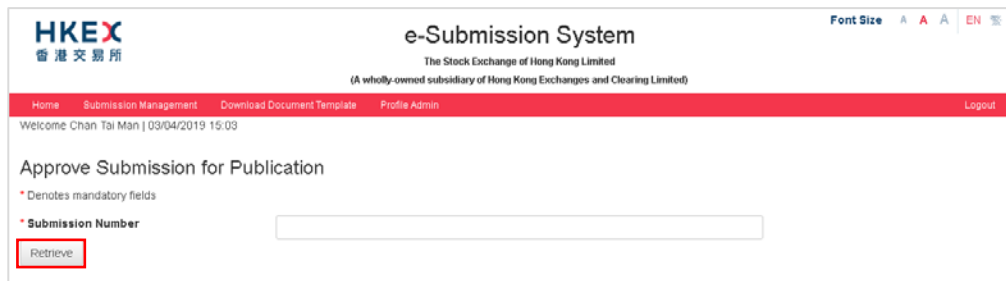 HKEX
香港交易所
Font Size A A A EN 繁
e-Submission System
The Stock Exchange of Hong Kong Limited
(A wholly-owned subsidiary of Hong Kong Exchanges and Clearing Limited)
Home Submission Management Download Document Template Profile Admin Logout
Welcome Chan Tai Man | 03/04/2019 15:03
Approve Submission for Publication
* Denotes mandatory fields
* Submission Number
Retrieve